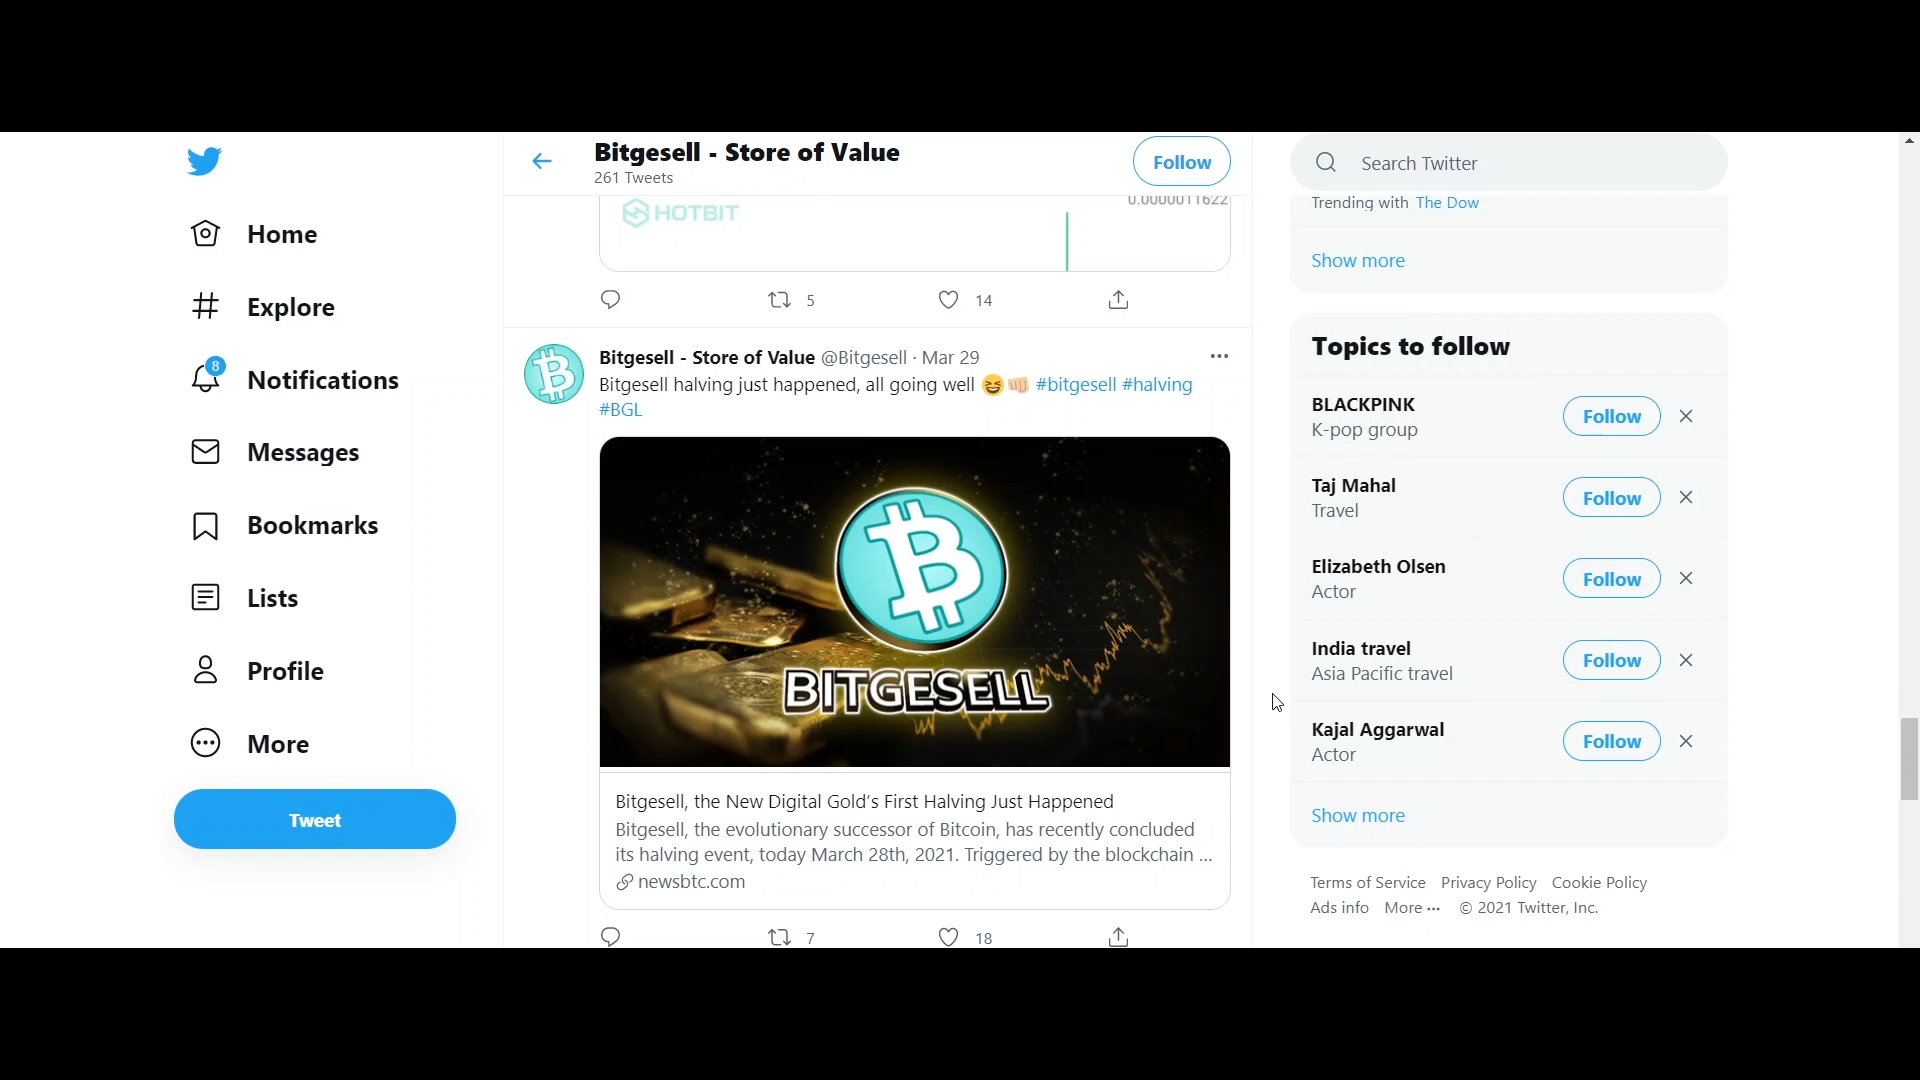 Home
Explore
8
Notifications
Messages
Bookmarks
Lists
Profile
More
Tweet
Bitgesell - Store of Value
261 Tweets
Follow
HOTBIT
0.0000011622
5
14
Bitgesell - Store of Value @Bitgesell · Mar 29
Bitgesell halving just happened, all going well 😆👊🏼 #bitgesell #halving
#BGL
BITGESELL
Bitgesell, the New Digital Gold's First Halving Just Happened
Bitgesell, the evolutionary successor of Bitcoin, has recently concluded
its halving event, today March 28th, 2021. Triggered by the blockchain ...
newsbtc.com
7
18
Search Twitter
Trending with The Dow
Show more
Topics to follow
BLACKPINK
K-pop group
Follow
Taj Mahal
Travel
Follow
Elizabeth Olsen
Actor
Follow
India travel
Asia Pacific travel
Follow
Kajal Aggarwal
Actor
Follow
Show more
Terms of Service Privacy Policy Cookie Policy
Ads info More ··· © 2021 Twitter, Inc.